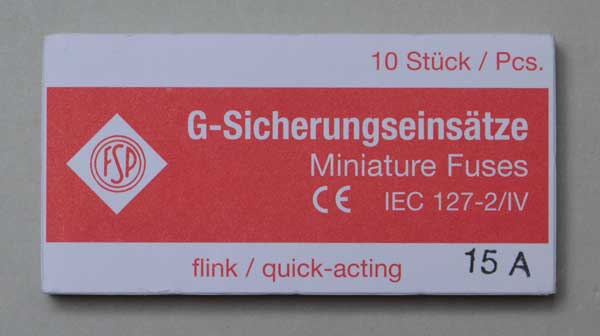 10 Stück / Pcs.
FSP
G-Sicherungseinsätze
Miniature Fuses
CE IEC 127-2/IV
flink / quick-acting 15 A